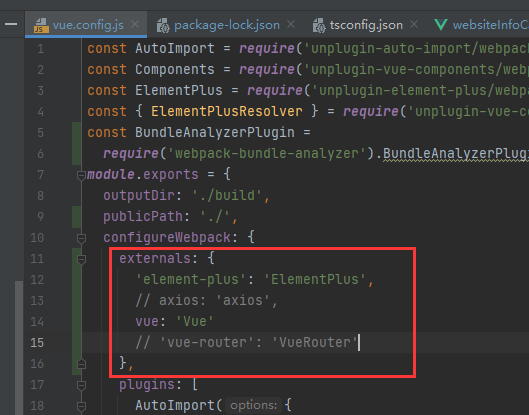 vue.config.js package-lock.json tsconfig.json websiteInfoC
1 const AutoImport = require('unplugin-auto-import/webpack
2 const Components = require('unplugin-vue-components/webp
3 const ElementPlus = require('unplugin-element-plus/webpa
4 const { ElementPlusResolver } = require('unplugin-vue-co
5 const BundleAnalyzerPlugin =
6 require('webpack-bundle-analyzer').BundleAnalyzerPlugi
7 module.exports = {
8 outputDir: './build',
9 publicPath: './',
10 configureWebpack: {
11 externals: {
12 'element-plus': 'ElementPlus',
13 // axios: 'axios',
14 vue: 'Vue'
15 // 'vue-router': 'VueRouter'
16 },
17 plugins: [
18 AutoImport( options: {